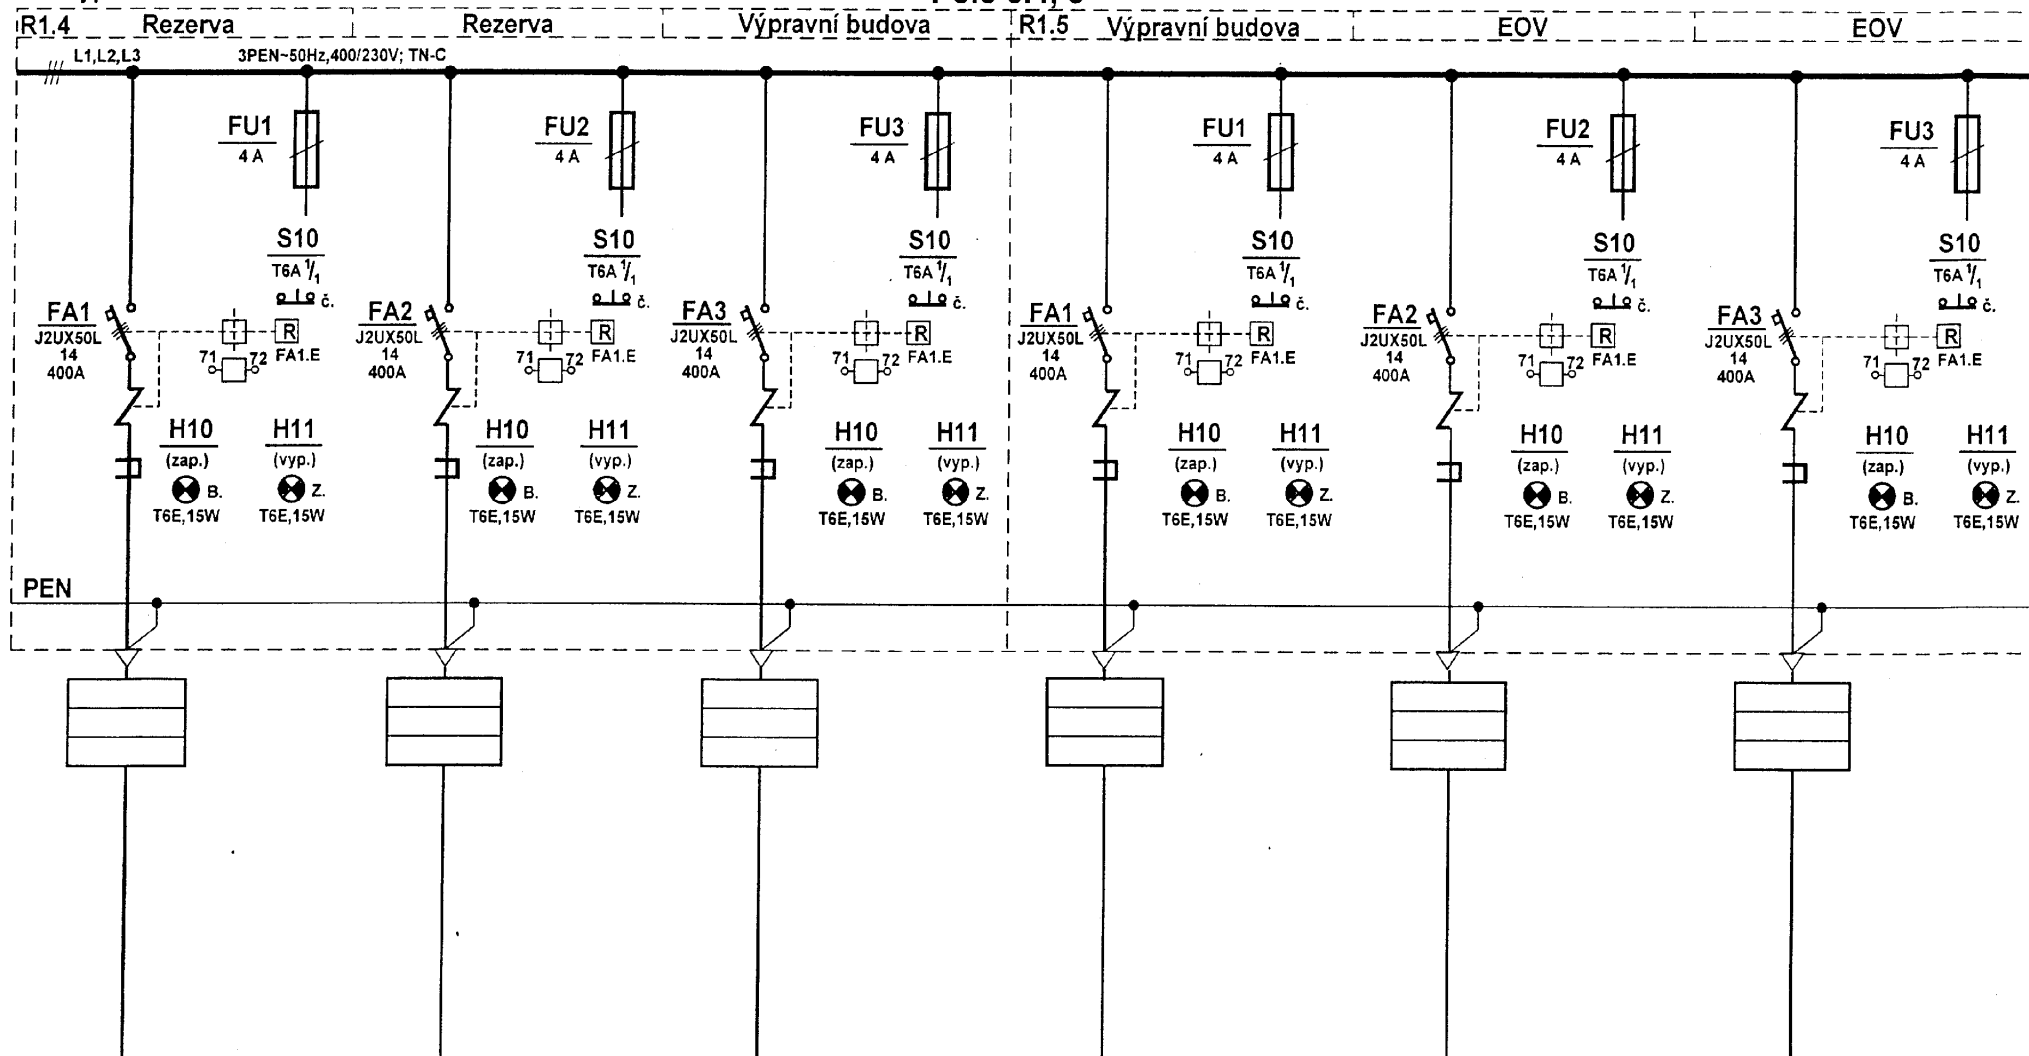 R1.4 Rezerva Rezerva Výpravní budova R1.5 Výpravní budova EOV EOV
L1,L2,L3 3PEN~50Hz,400/230V; TN-C
FU1 FU2 FU3 FU1 FU2 FU3
4 A 4 A 4 A 4 A 4 A 4 A
S10 S10 S10 S10 S10 S10
T6A 1/1 T6A 1/1 T6A 1/1 T6A 1/1 T6A 1/1 T6A 1/1
č. č. č. č. č. č.
FA1 R FA2 R FA3 R FA1 R FA2 R FA3 R
J2UX50L J2UX50L J2UX50L J2UX50L J2UX50L J2UX50L
14 71 72 FA1.E 14 71 72 FA1.E 14 71 72 FA1.E 14 71 72 FA1.E 14 71 72 FA1.E 14 71 72 FA1.E
400A 400A 400A 400A 400A 400A
H10 H11 H10 H11 H10 H11 H10 H11 H10 H11 H10 H11
(zap.) (vyp.) (zap.) (vyp.) (zap.) (vyp.) (zap.) (vyp.) (zap.) (vyp.) (zap.) (vyp.)
B. Z. B. Z. B. Z. B. Z. B. Z. B. Z.
T6E,15W T6E,15W T6E,15W T6E,15W T6E,15W T6E,15W T6E,15W T6E,15W T6E,15W T6E,15W T6E,15W T6E,15W
PEN